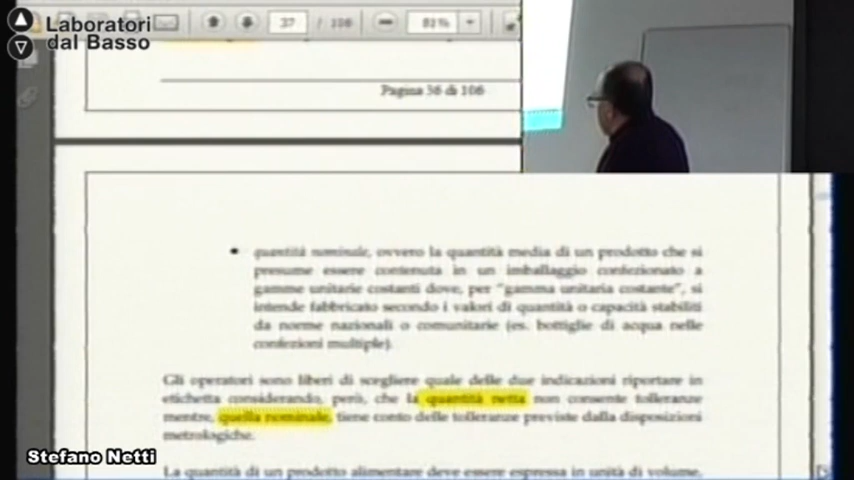 Laboratori
dal Basso
37 / 106
81%
Pagina 36 di 106
• quantità nominale, ovvero la quantità media di un prodotto che si
presume essere contenuta in un imballaggio confezionato a
gamme unitarie costanti dove, per "gamma unitaria costante", si
intende fabbricato secondo i valori di quantità o capacità stabiliti
da norme nazionali o comunitarie (es. bottiglie di acqua nelle
confezioni multiple).
Gli operatori sono liberi di scegliere quale delle due indicazioni riportare in
etichetta considerando, però, che la quantità netta non consente tolleranze
mentre, quella nominale, tiene conto delle tolleranze previste dalla disposizioni
metrologiche.
La quantità di un prodotto alimentare deve essere espressa in unità di volume,
Stefano Netti